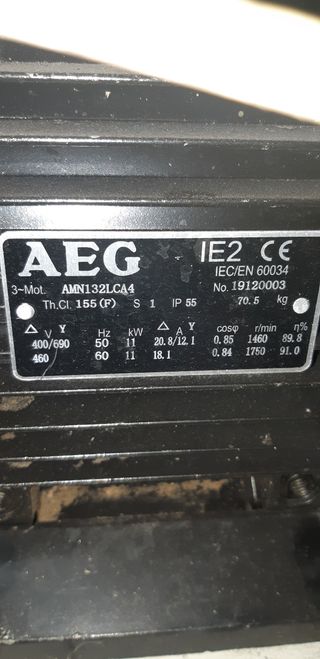 AEG IE2 CE
IEC/EN 60034
3~Mot. AMN132LCA4 No. 19120003
Th.Cl. 155(F) S 1 IP 55 70.5 kg
△ V Y Hz kW △ A Y cosφ r/min η%
400/690 50 11 20.8/12.1 0.85 1460 89.8
460 60 11 18.1 0.84 1750 91.0